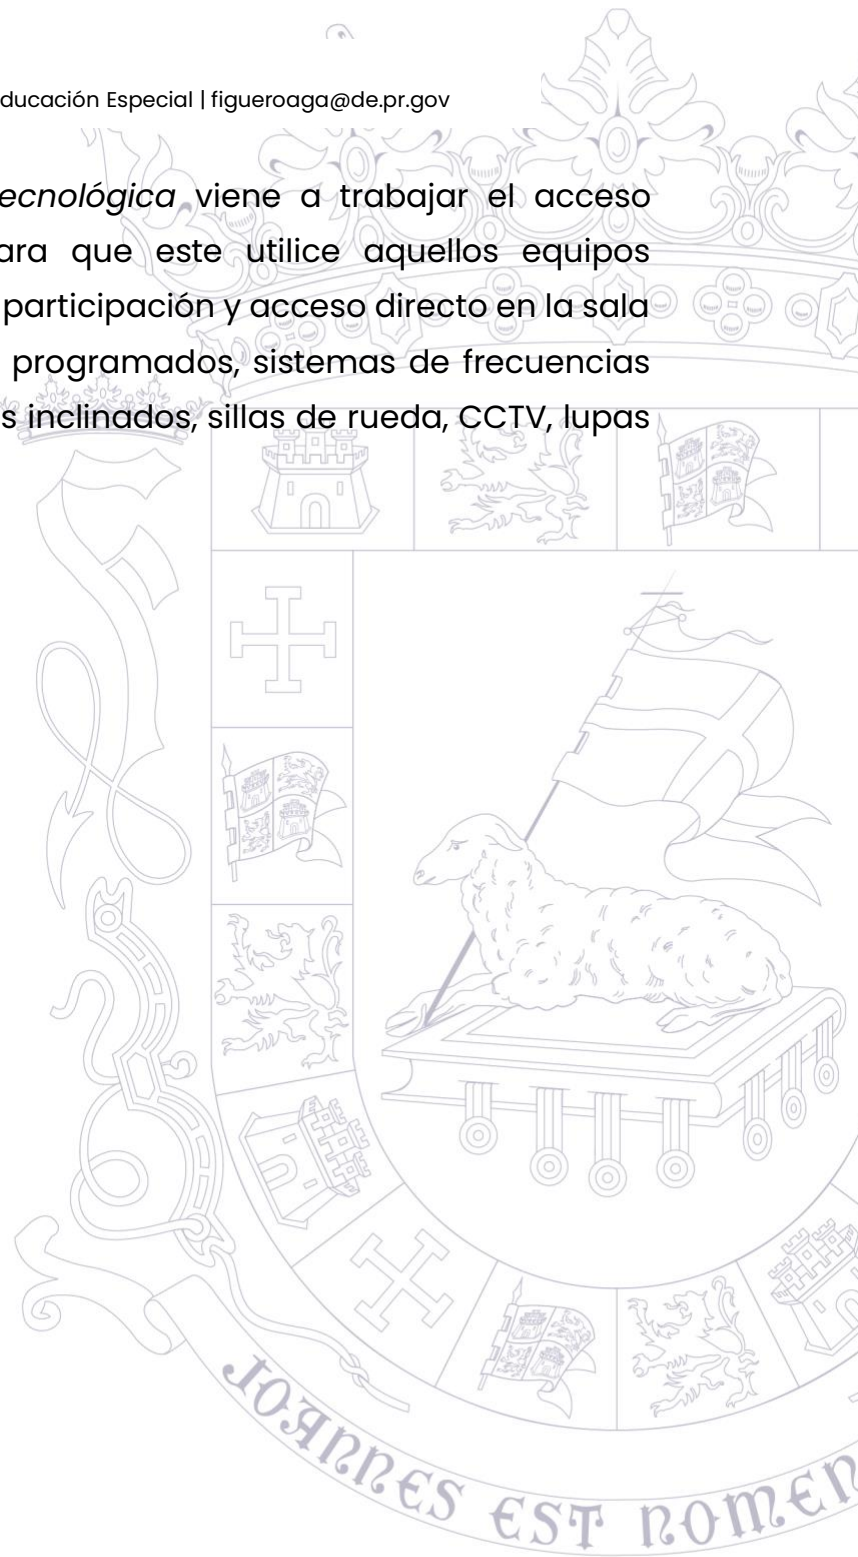 ducación Especial | figueroaga@de.pr.gov
ecnológica viene a trabajar el acceso
ara que este utilice aquellos equipos
participación y acceso directo en la sala
programados, sistemas de frecuencias
s inclinados, sillas de rueda, CCTV, lupas
JOANNES EST NOMEN